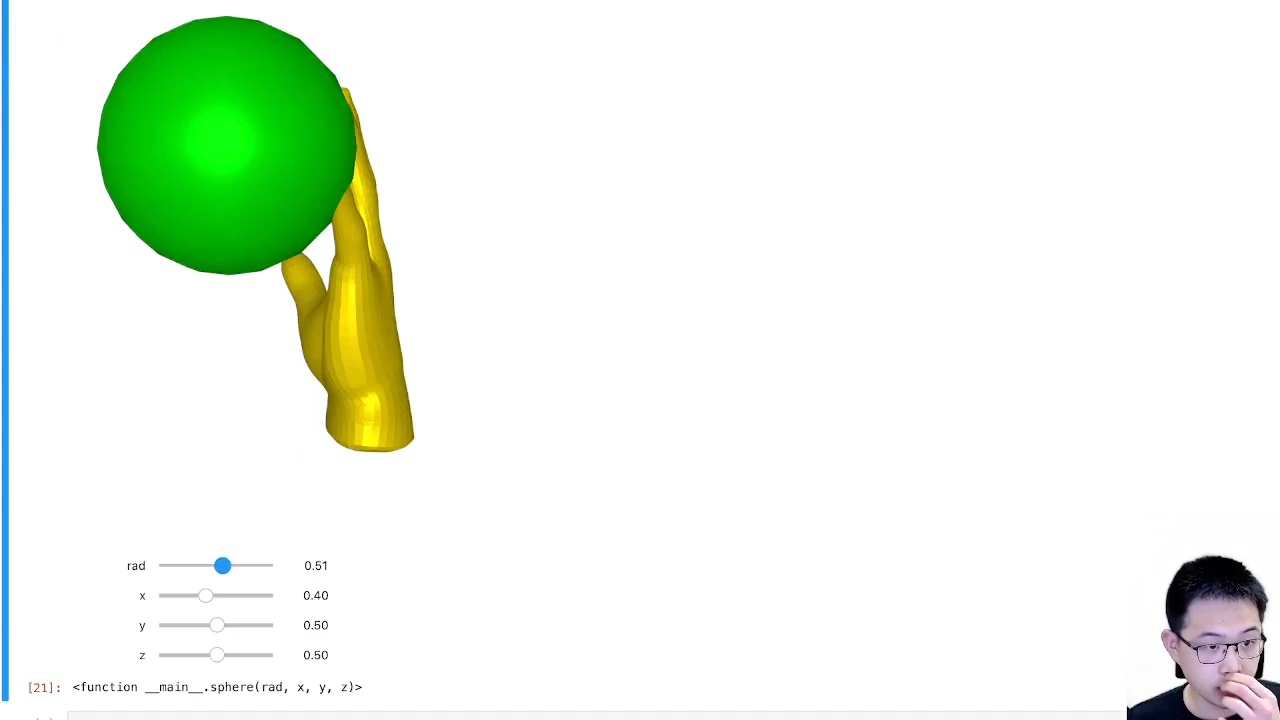 rad 0.51
x 0.40
y 0.50
z 0.50
[21]: <function __main__.sphere(rad, x, y, z)>